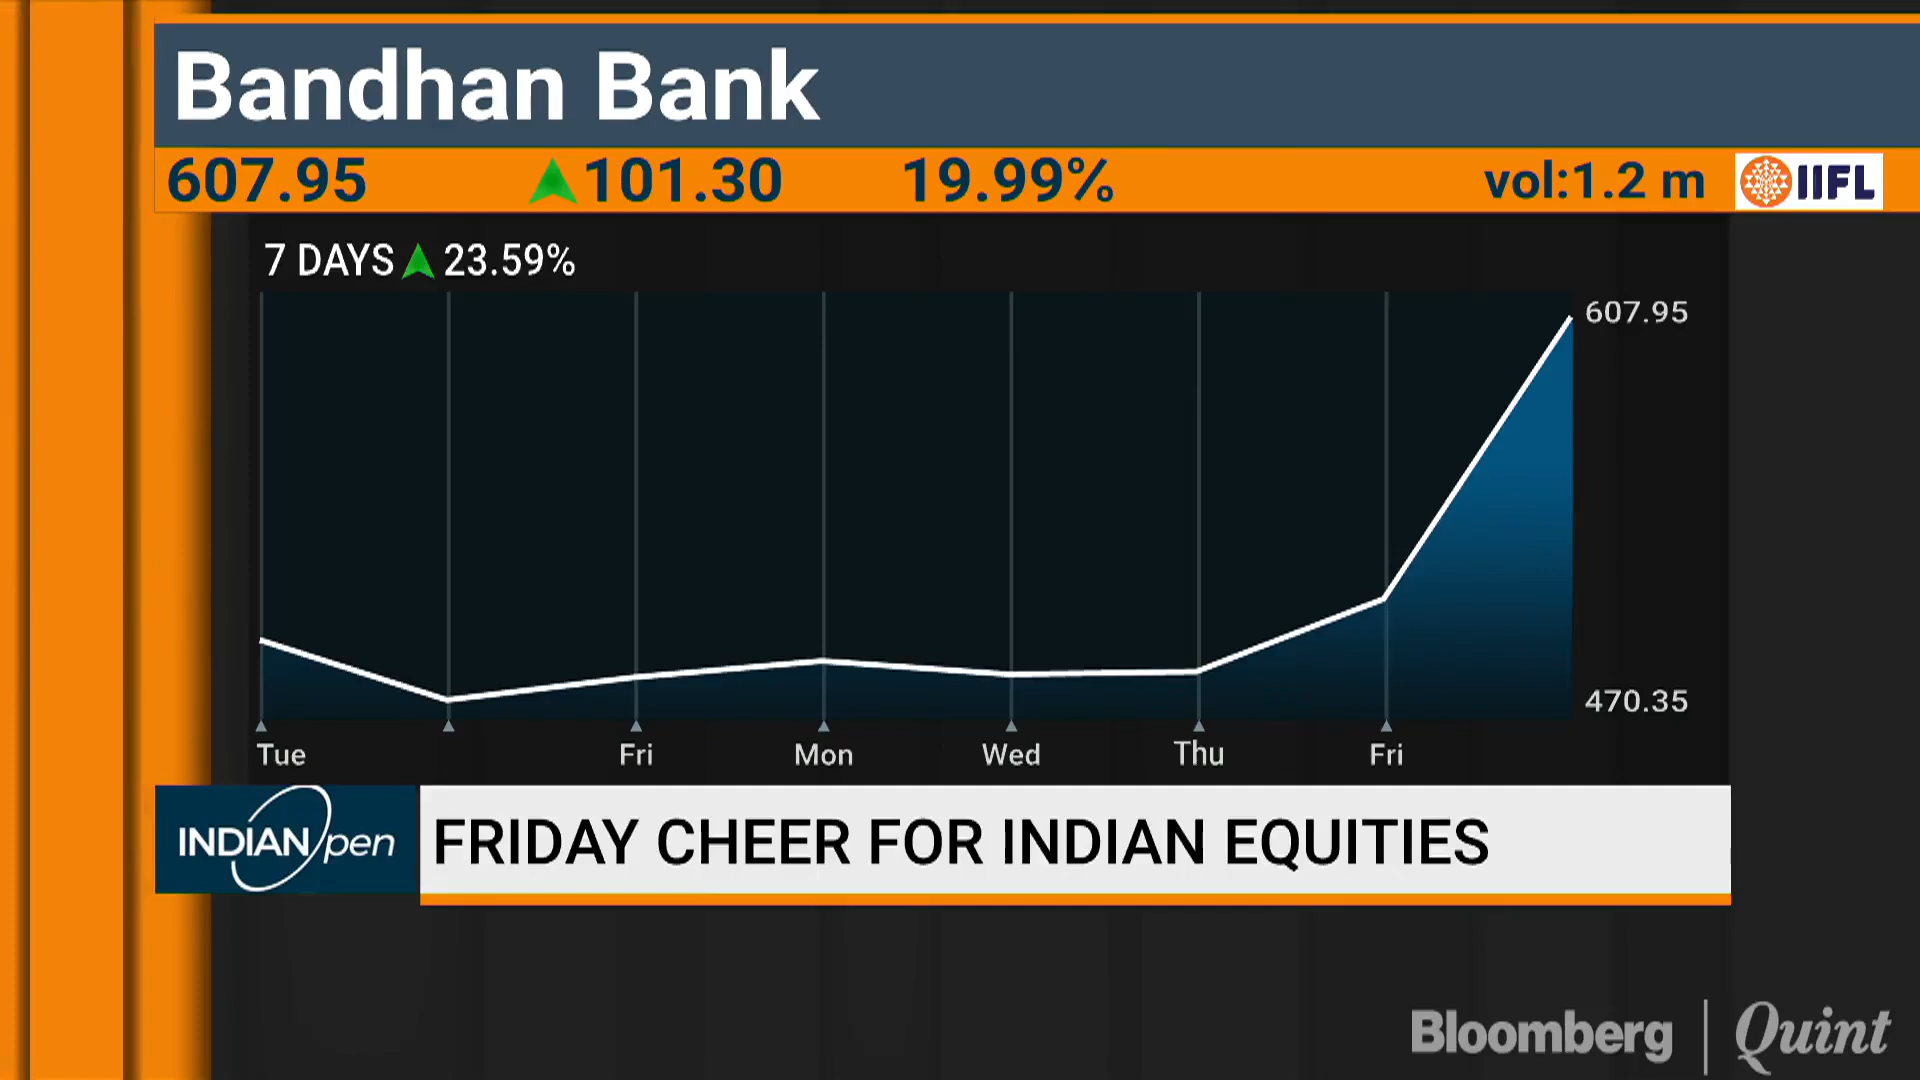 Bandhan Bank
607.95 101.30 19.99% vol:1.2 m IIFL
7 DAYS 23.59%
607.95
470.35
Tue Fri Mon Wed Thu Fri
INDIAN Open FRIDAY CHEER FOR INDIAN EQUITIES
Bloomberg | Quint